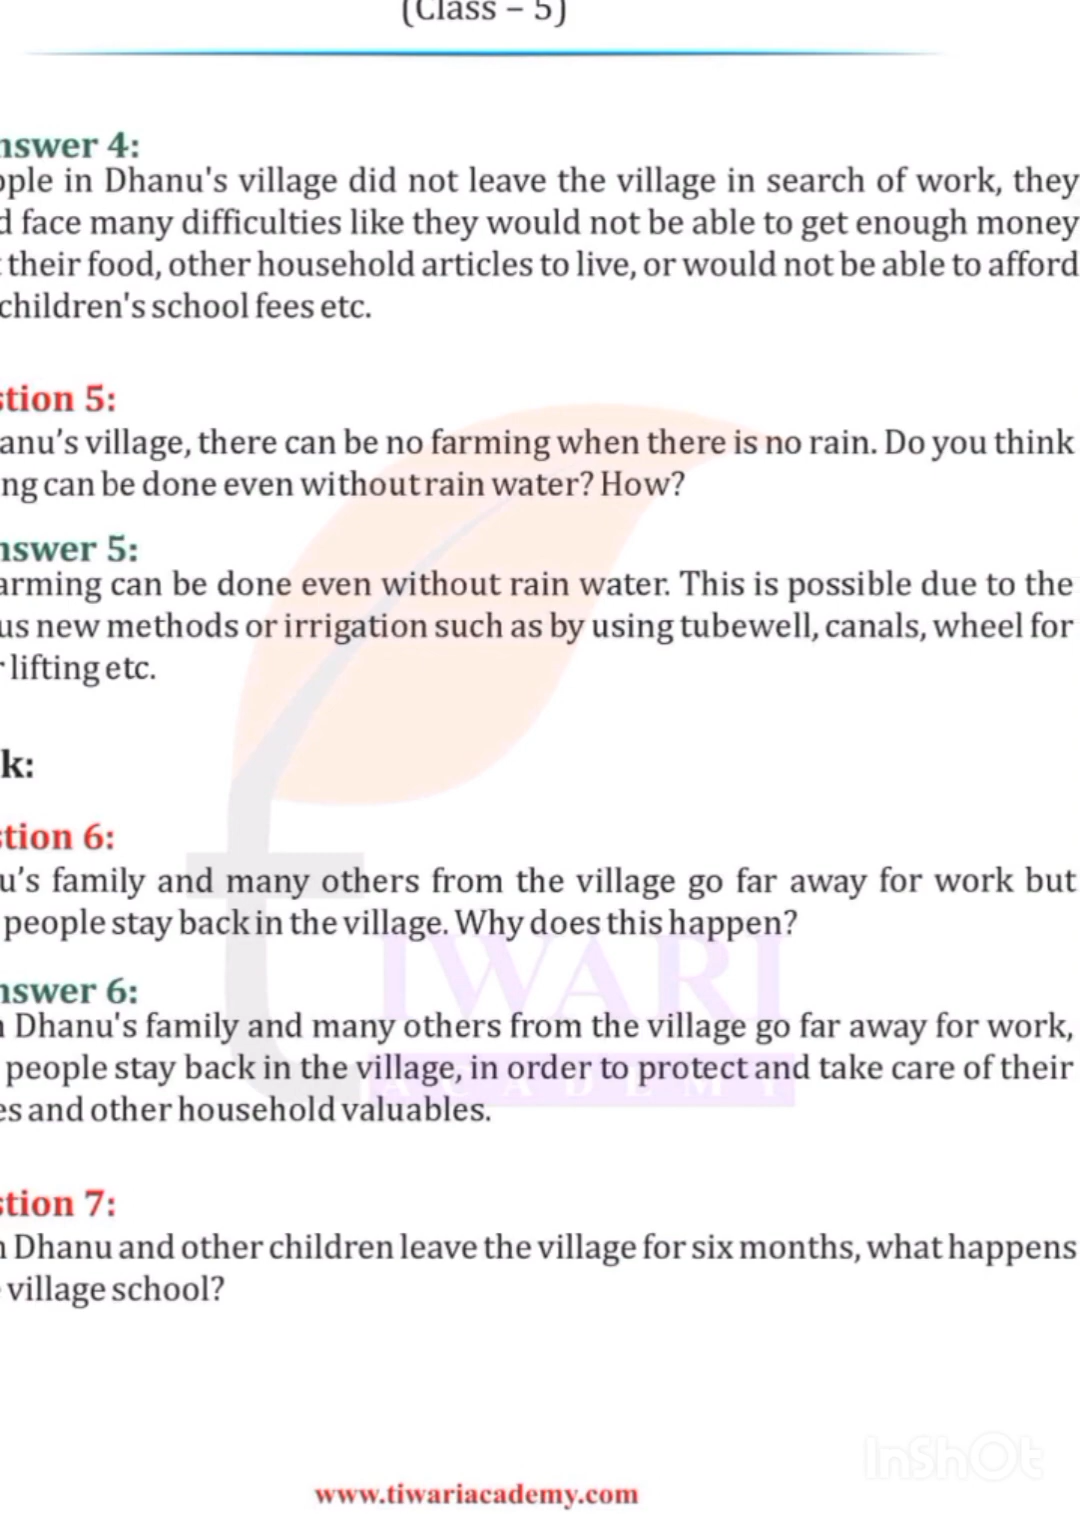 (Class – 5)
nswer 4:
ople in Dhanu's village did not leave the village in search of work, they
d face many difficulties like they would not be able to get enough money
their food, other household articles to live, or would not be able to afford
children's school fees etc.
stion 5:
anu’s village, there can be no farming when there is no rain. Do you think
ng can be done even without rain water? How?
nswer 5:
arming can be done even without rain water. This is possible due to the
us new methods or irrigation such as by using tubewell, canals, wheel for
r lifting etc.
k:
stion 6:
u’s family and many others from the village go far away for work but
people stay back in the village. Why does this happen?
nswer 6:
n Dhanu's family and many others from the village go far away for work,
people stay back in the village, in order to protect and take care of their
es and other household valuables.
stion 7:
n Dhanu and other children leave the village for six months, what happens
village school?
TIWARI
ACADEMY
InShOt
www.tiwariacademy.com